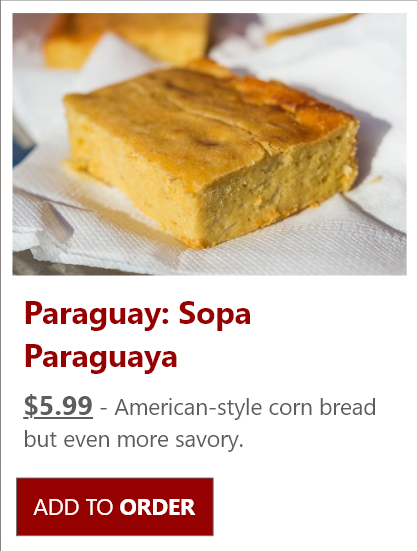 Paraguay: Sopa
Paraguaya
$5.99 - American-style corn bread
but even more savory.
ADD TO ORDER